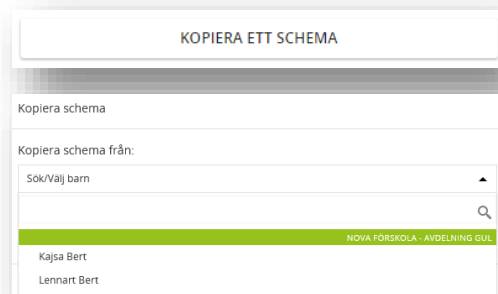 KOPIERA ETT SCHEMA
Kopiera schema
Kopiera schema från:
Sök/Välj barn
NOVA FÖRSKOLA - AVDELNING GUL
Kajsa Bert
Lennart Bert